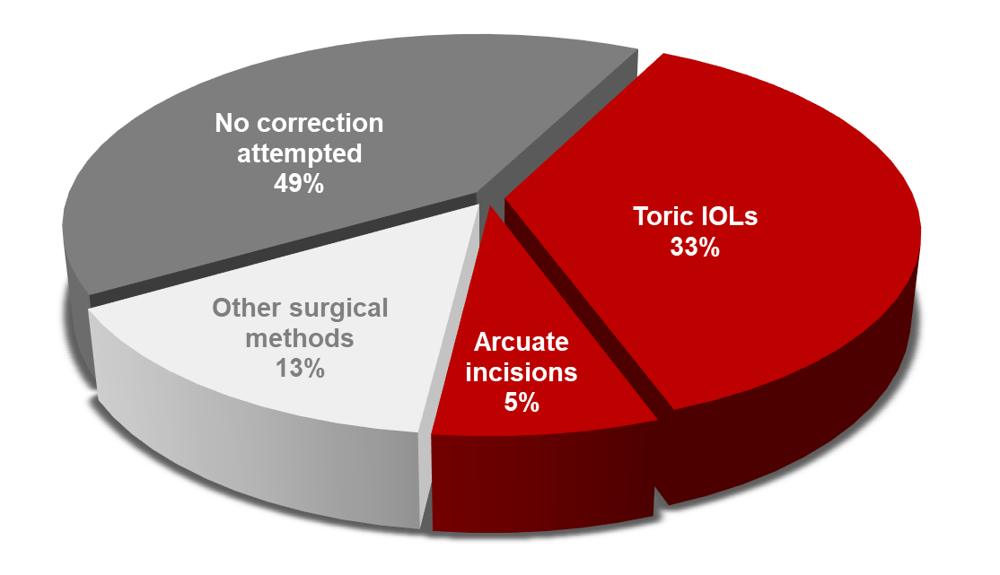 No correction
attempted
49%
Toric IOLs
33%
Other surgical
methods
13%
Arcuate
incisions
5%